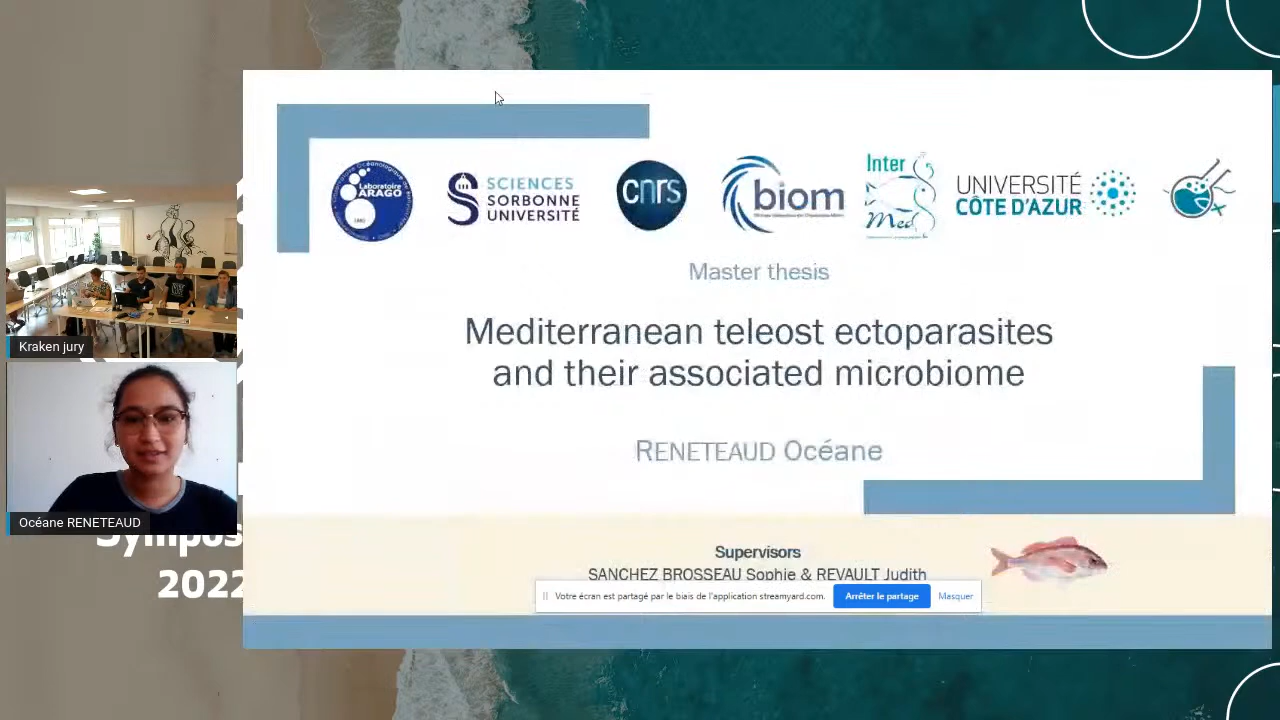 Laboratoire
ARAGO
SCIENCES
SORBONNE
UNIVERSITÉ
cnrs
biom
Inter
Med
UNIVERSITÉ
CÔTE D'AZUR
Master thesis
Mediterranean teleost ectoparasites
and their associated microbiome
RENETEAUD Océane
Supervisors
SANCHEZ BROSSEAU Sophie & REVAULT Judith
Votre écran est partagé par le biais de l'application streamyard.com.
Arrêter le partage
Masquer
Kraken jury
Océane RENETEAUD
Sympos
2022